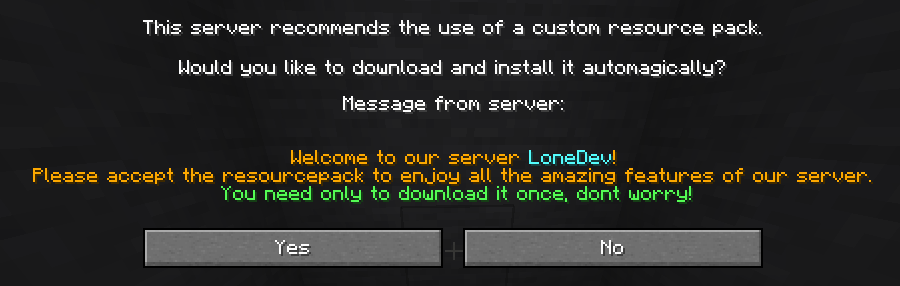 This server recommends the use of a custom resource pack.
Would you like to download and install it automagically?
Message from server:
Welcome to our server LoneDev!
Please accept the resourcepack to enjoy all the amazing features of our server.
You need only to download it once, dont worry!
Yes
No